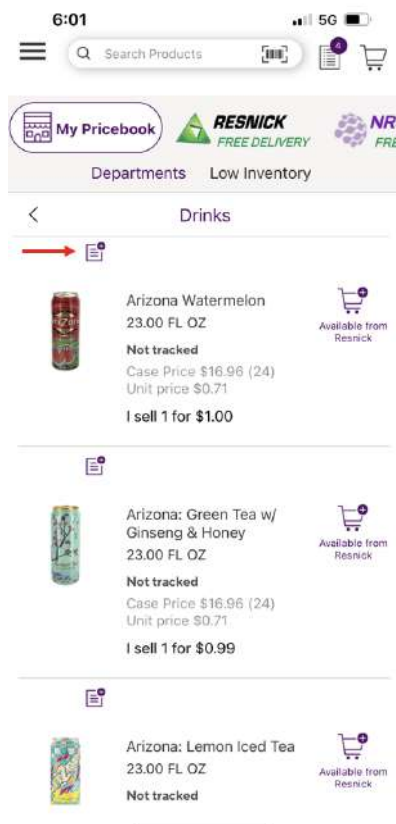 6:01
5G
Search Products
4
My Pricebook
RESNICK
FREE DELIVERY
NR
FRE
Departments Low Inventory
Drinks
Arizona Watermelon
23.00 FL OZ
Not tracked
Case Price $16.96 (24)
Unit price $0.71
I sell 1 for $1.00
Available from
Resnick
Arizona: Green Tea w/
Ginseng & Honey
23.00 FL OZ
Not tracked
Case Price $16.96 (24)
Unit price $0.71
I sell 1 for $0.99
Available from
Resnick
Arizona: Lemon Iced Tea
23.00 FL OZ
Not tracked
Available from
Resnick